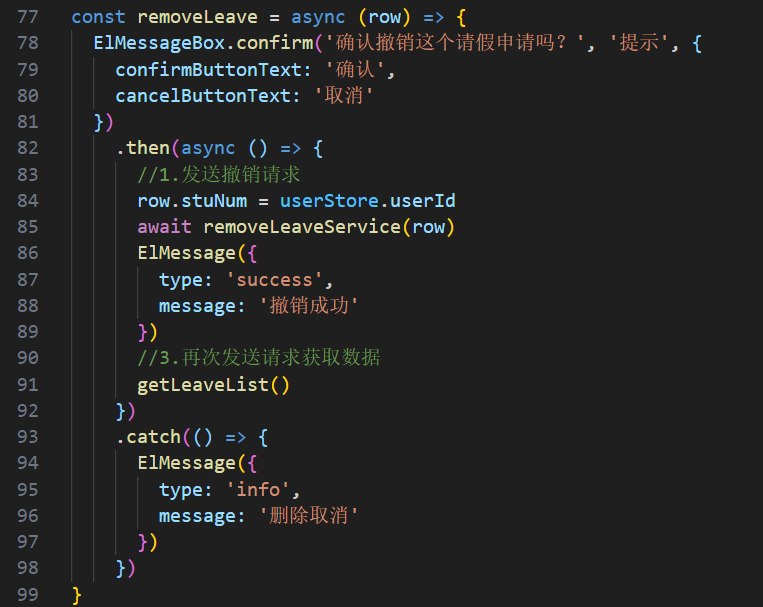 77 const removeLeave = async (row) => {
78   ElMessageBox.confirm('确认撤销这个请假申请吗？', '提示', {
79     confirmButtonText: '确认',
80     cancelButtonText: '取消'
81   })
82     .then(async () => {
83       //1.发送撤销请求
84       row.stuNum = userStore.userId
85       await removeLeaveService(row)
86       ElMessage({
87         type: 'success',
88         message: '撤销成功'
89       })
90       //3.再次发送请求获取数据
91       getLeaveList()
92     })
93     .catch(() => {
94       ElMessage({
95         type: 'info',
96         message: '删除取消'
97       })
98     })
99 }